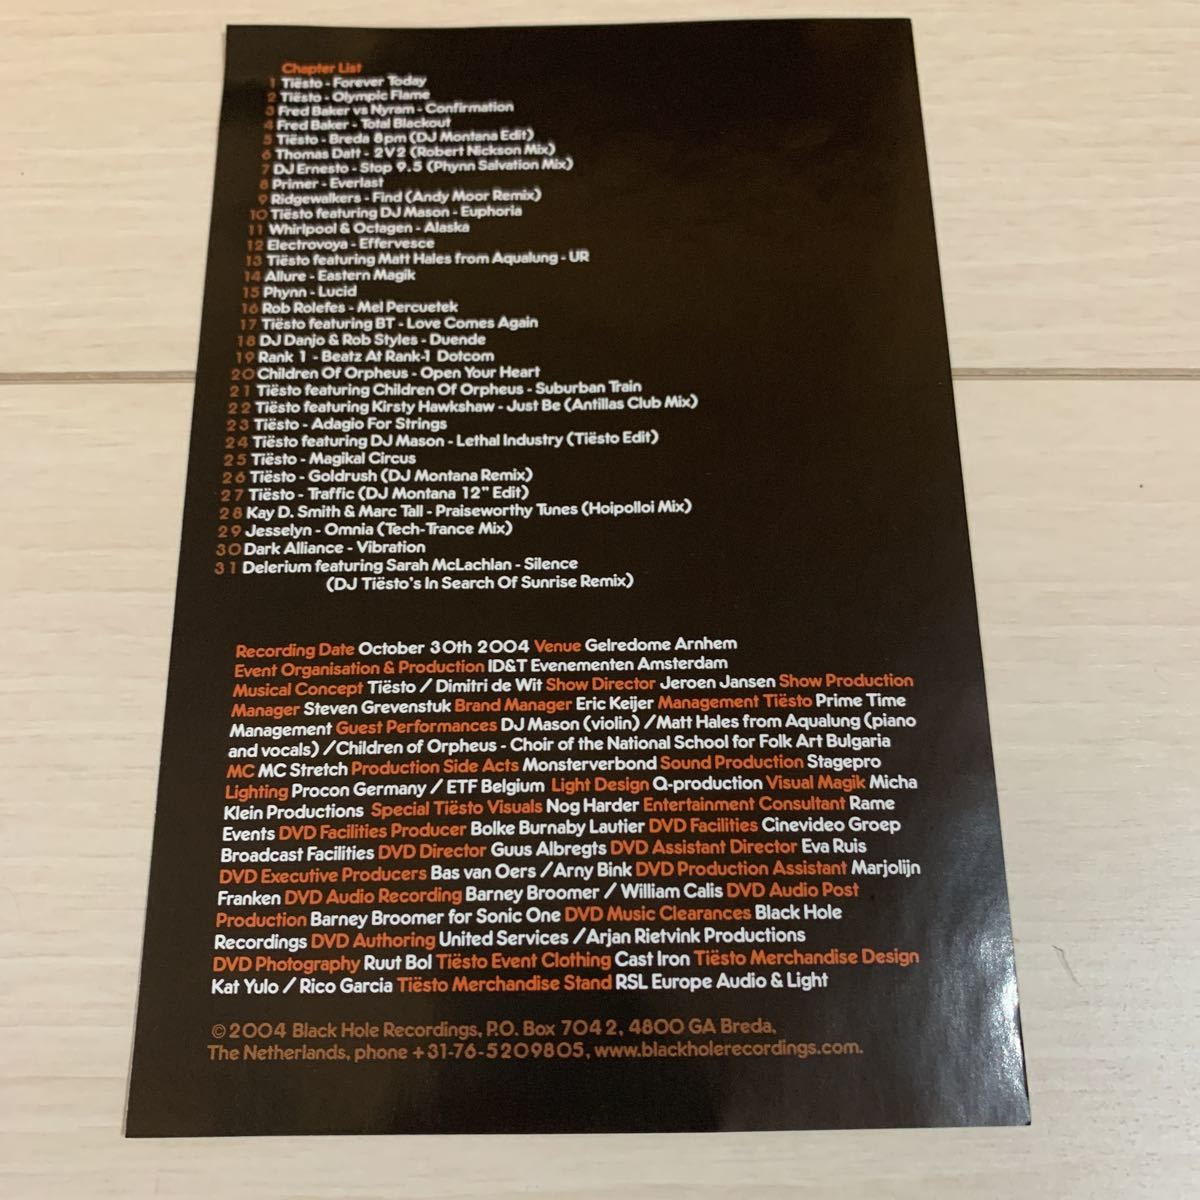 Chapter List
1 Tiësto - Forever Today
2 Tiësto - Olympic Flame
3 Fred Baker vs Nyram - Confirmation
4 Fred Baker - Total Blackout
5 Tiësto - Breda 8pm (DJ Montana Edit)
6 Thomas Datt - 2V2 (Robert Nickson Mix)
7 DJ Ernesto - Stop 9.5 (Phynn Salvation Mix)
8 Primer - Everlast
9 Ridgewalkers - Find (Andy Moor Remix)
10 Tiësto featuring DJ Mason - Euphoria
11 Whirlpool & Octagen - Alaska
12 Electrovoya - Effervesce
13 Tiësto featuring Matt Hales from Aqualung - UR
14 Allure - Eastern Magik
15 Phynn - Lucid
16 Rob Rolefes - Mel Percuetek
17 Tiësto featuring BT - Love Comes Again
18 DJ Danjo & Rob Styles - Duende
19 Rank 1 - Beatz At Rank-1 Dotcom
20 Children Of Orpheus - Open Your Heart
21 Tiësto featuring Children Of Orpheus - Suburban Train
22 Tiësto featuring Kirsty Hawkshaw - Just Be (Antillas Club Mix)
23 Tiësto - Adagio For Strings
24 Tiësto featuring DJ Mason - Lethal Industry (Tiësto Edit)
25 Tiësto - Magikal Circus
26 Tiësto - Goldrush (DJ Montana Remix)
27 Tiësto - Traffic (DJ Montana 12" Edit)
28 Kay D. Smith & Marc Tall - Praiseworthy Tunes (Hoipolloi Mix)
29 Jesselyn - Omnia (Tech-Trance Mix)
30 Dark Alliance - Vibration
31 Delerium featuring Sarah McLachlan - Silence
(DJ Tiësto's In Search Of Sunrise Remix)
Recording Date October 30th 2004 Venue Gelredome Arnhem
Event Organisation & Production ID&T Evenementen Amsterdam
Musical Concept Tiësto / Dimitri de Wit Show Director Jeroen Jansen Show Production
Manager Steven Grevenstuk Brand Manager Eric Keijer Management Tiësto Prime Time
Management Guest Performances DJ Mason (violin) /Matt Hales from Aqualung (piano
and vocals) /Children of Orpheus - Choir of the National School for Folk Art Bulgaria
MC MC Stretch Production Side Acts Monsterverbond Sound Production Stagepro
Lighting Procon Germany / ETF Belgium Light Design Q-production Visual Magik Micha
Klein Productions Special Tiësto Visuals Nog Harder Entertainment Consultant Rame
Events DVD Facilities Producer Bolke Burnaby Lautier DVD Facilities Cinevideo Groep
Broadcast Facilities DVD Director Guus Albregts DVD Assistant Director Eva Ruis
DVD Executive Producers Bas van Oers /Arny Bink DVD Production Assistant Marjolijn
Franken DVD Audio Recording Barney Broomer / William Calis DVD Audio Post
Production Barney Broomer for Sonic One DVD Music Clearances Black Hole
Recordings DVD Authoring United Services /Arjan Rietvink Productions
DVD Photography Ruut Bol Tiësto Event Clothing Cast Iron Tiësto Merchandise Design
Kat Yulo / Rico Garcia Tiësto Merchandise Stand RSL Europe Audio & Light
© 2004 Black Hole Recordings, P.O. Box 7042, 4800 GA Breda,
The Netherlands, phone +31-76-5209805, www.blackholerecordings.com.